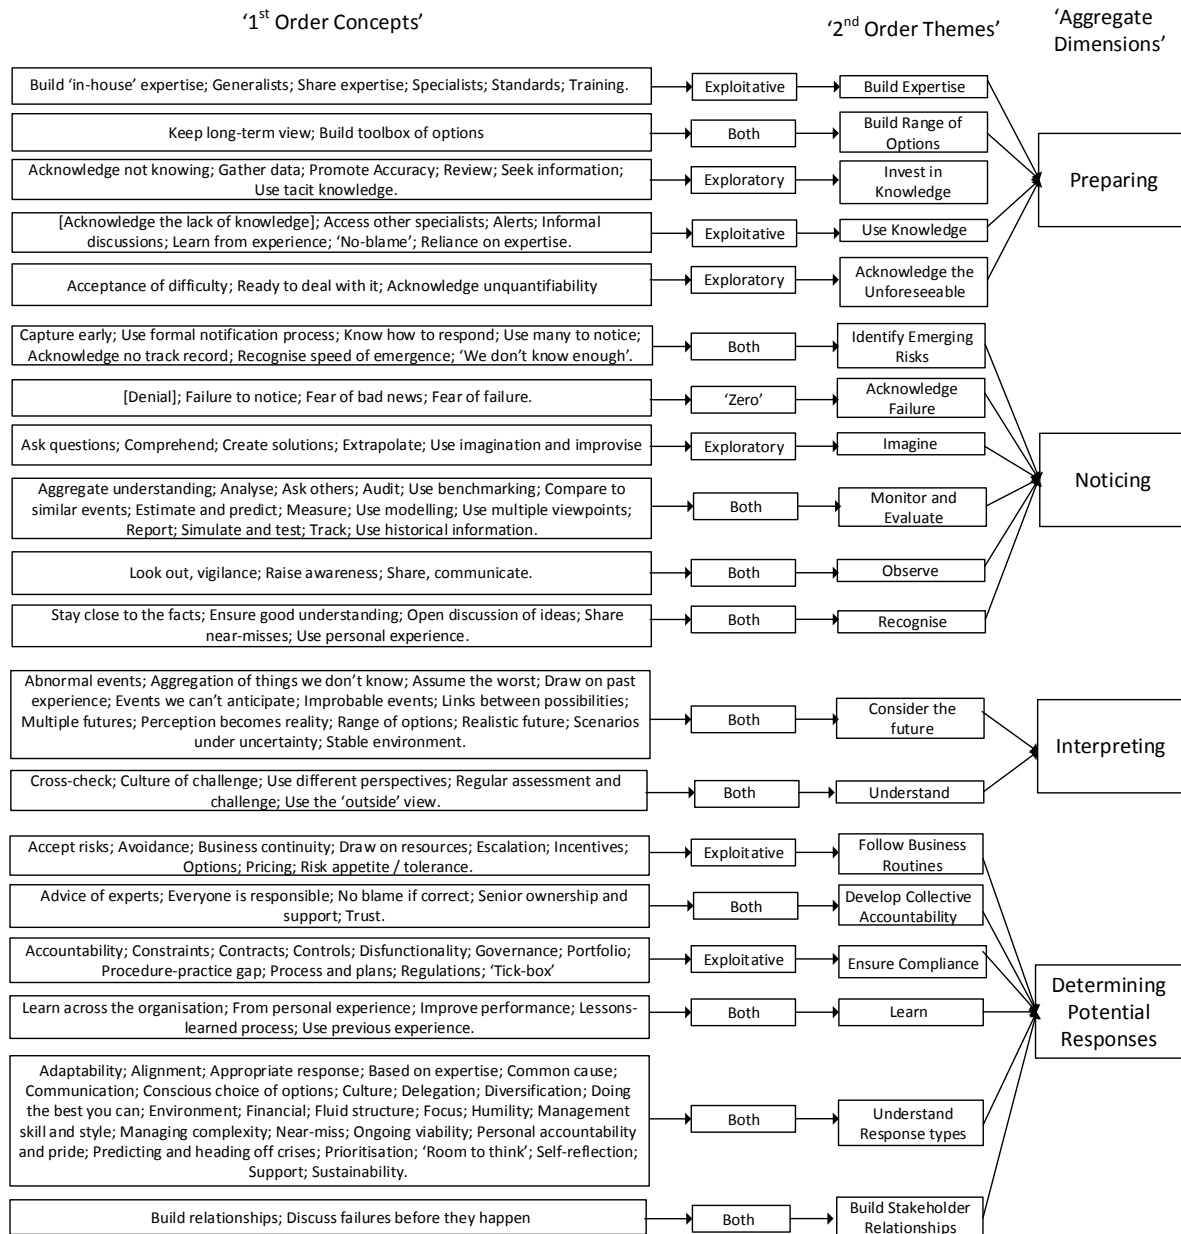 ‘1st Order Concepts’
‘2nd Order Themes’
‘Aggregate
Dimensions’
Build ‘in-house’ expertise; Generalists; Share expertise; Specialists; Standards; Training.
Exploitative
Build Expertise
Keep long-term view; Build toolbox of options
Both
Build Range of
Options
Acknowledge not knowing; Gather data; Promote Accuracy; Review; Seek information;
Use tacit knowledge.
Exploratory
Invest in
Knowledge
[Acknowledge the lack of knowledge]; Access other specialists; Alerts; Informal
discussions; Learn from experience; ‘No-blame’; Reliance on expertise.
Exploitative
Use Knowledge
Acceptance of difficulty; Ready to deal with it; Acknowledge unquantifiability
Exploratory
Acknowledge the
Unforeseeable
Preparing
Capture early; Use formal notification process; Know how to respond; Use many to notice;
Acknowledge no track record; Recognise speed of emergence; ‘We don’t know enough’.
Both
Identify Emerging
Risks
[Denial]; Failure to notice; Fear of bad news; Fear of failure.
‘Zero’
Acknowledge
Failure
Ask questions; Comprehend; Create solutions; Extrapolate; Use imagination and improvise
Exploratory
Imagine
Aggregate understanding; Analyse; Ask others; Audit; Use benchmarking; Compare to
similar events; Estimate and predict; Measure; Use modelling; Use multiple viewpoints;
Report; Simulate and test; Track; Use historical information.
Both
Monitor and
Evaluate
Look out, vigilance; Raise awareness; Share, communicate.
Both
Observe
Stay close to the facts; Ensure good understanding; Open discussion of ideas; Share
near-misses; Use personal experience.
Both
Recognise
Noticing
Abnormal events; Aggregation of things we don’t know; Assume the worst; Draw on past
experience; Events we can’t anticipate; Improbable events; Links between possibilities;
Multiple futures; Perception becomes reality; Range of options; Realistic future; Scenarios
under uncertainty; Stable environment.
Both
Consider the
future
Cross-check; Culture of challenge; Use different perspectives; Regular assessment and
challenge; Use the ‘outside’ view.
Both
Understand
Interpreting
Accept risks; Avoidance; Business continuity; Draw on resources; Escalation; Incentives;
Options; Pricing; Risk appetite / tolerance.
Exploitative
Follow Business
Routines
Advice of experts; Everyone is responsible; No blame if correct; Senior ownership and
support; Trust.
Both
Develop Collective
Accountability
Accountability; Constraints; Contracts; Controls; Disfunctionality; Governance; Portfolio;
Procedure-practice gap; Process and plans; Regulations; ‘Tick-box’
Exploitative
Ensure Compliance
Learn across the organisation; From personal experience; Improve performance; Lessons-
learned process; Use previous experience.
Both
Learn
Adaptability; Alignment; Appropriate response; Based on expertise; Common cause;
Communication; Conscious choice of options; Culture; Delegation; Diversification; Doing
the best you can; Environment; Financial; Fluid structure; Focus; Humility; Management
skill and style; Managing complexity; Near-miss; Ongoing viability; Personal accountability
and pride; Predicting and heading off crises; Prioritisation; ‘Room to think’; Self-reflection;
Support; Sustainability.
Both
Understand
Response types
Build relationships; Discuss failures before they happen
Both
Build Stakeholder
Relationships
Determining
Potential
Responses